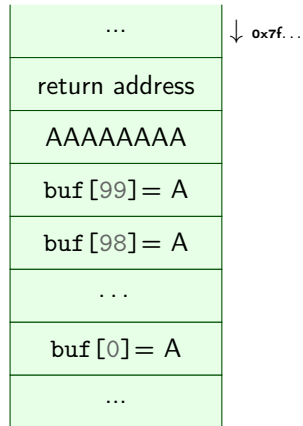 ...
↓ 0x7f...
return address
AAAAAAAA
buf[99]= A
buf[98]= A
...
buf[0]= A
...